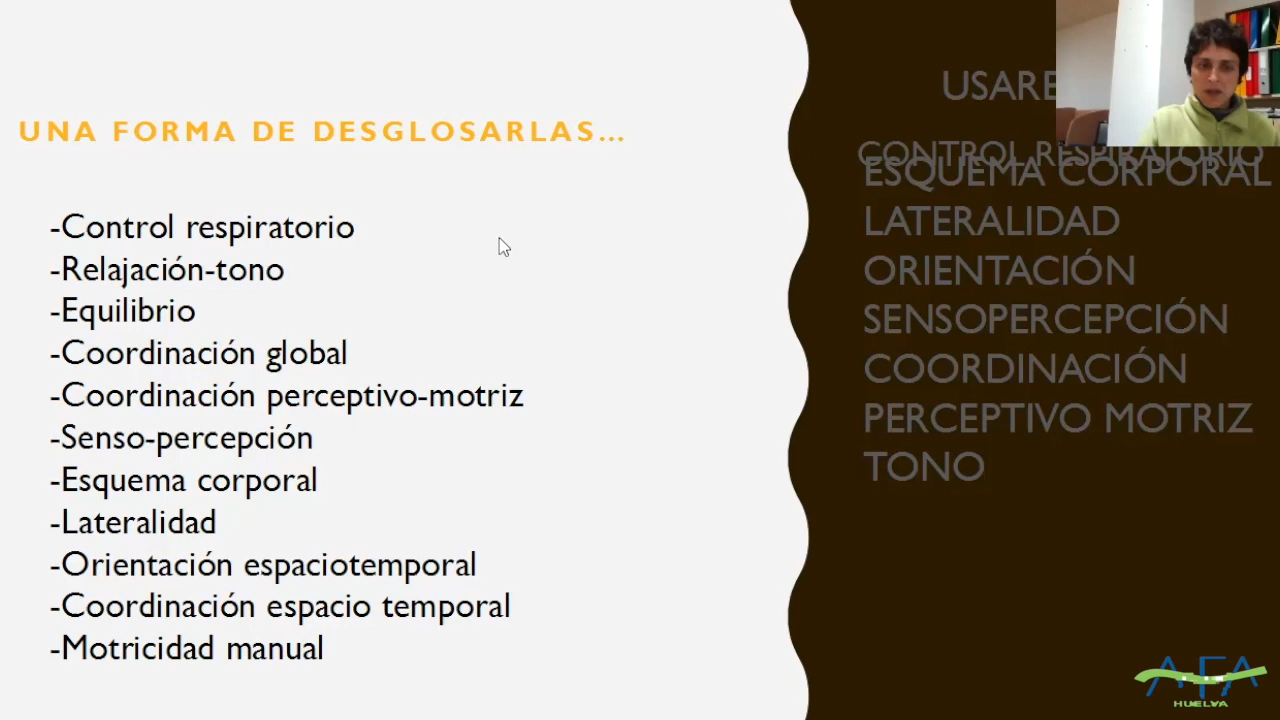 UNA FORMA DE DESGLOSARLAS...
-Control respiratorio
-Relajación-tono
-Equilibrio
-Coordinación global
-Coordinación perceptivo-motriz
-Senso-percepción
-Esquema corporal
-Lateralidad
-Orientación espaciotemporal
-Coordinación espacio temporal
-Motricidad manual
CONTROL RESPIRATORIO
ESQUEMA CORPORAL
LATERALIDAD
ORIENTACIÓN
SENSOPERCEPCIÓN
COORDINACIÓN
PERCEPTIVO MOTRIZ
TONO
AFA
HUELVA